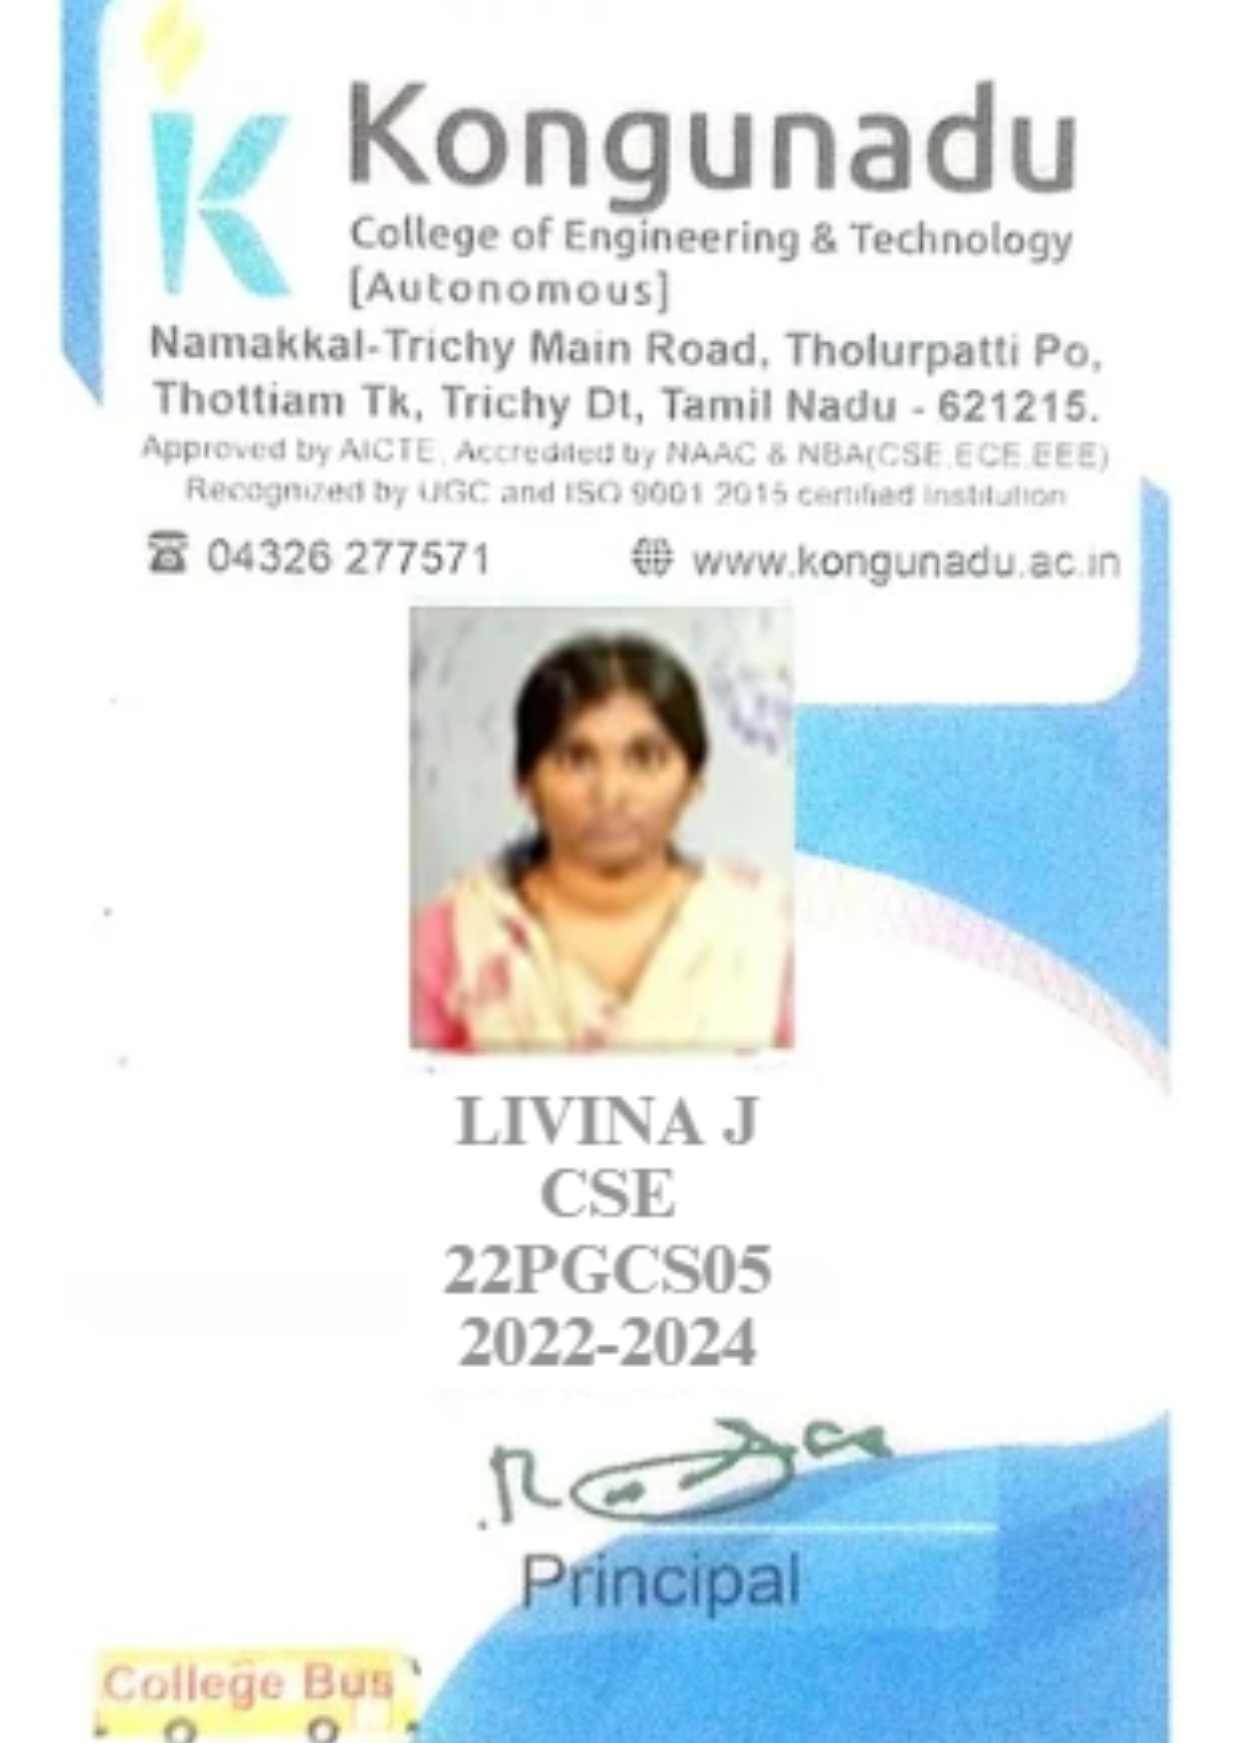 Kongunadu
College of Engineering & Technology
[Autonomous]
Namakkal-Trichy Main Road, Tholurpatti Po,
Thottiam Tk, Trichy Dt, Tamil Nadu - 621215.
Approved by AICTE, Accredited by NAAC & NBA(CSE,ECE,EEE)
Recognized by UGC and ISO 9001 2015 certified Institution
04326 277571
www.kongunadu.ac.in
LIVINA J
CSE
22PGCS05
2022-2024
Principal
College Bus